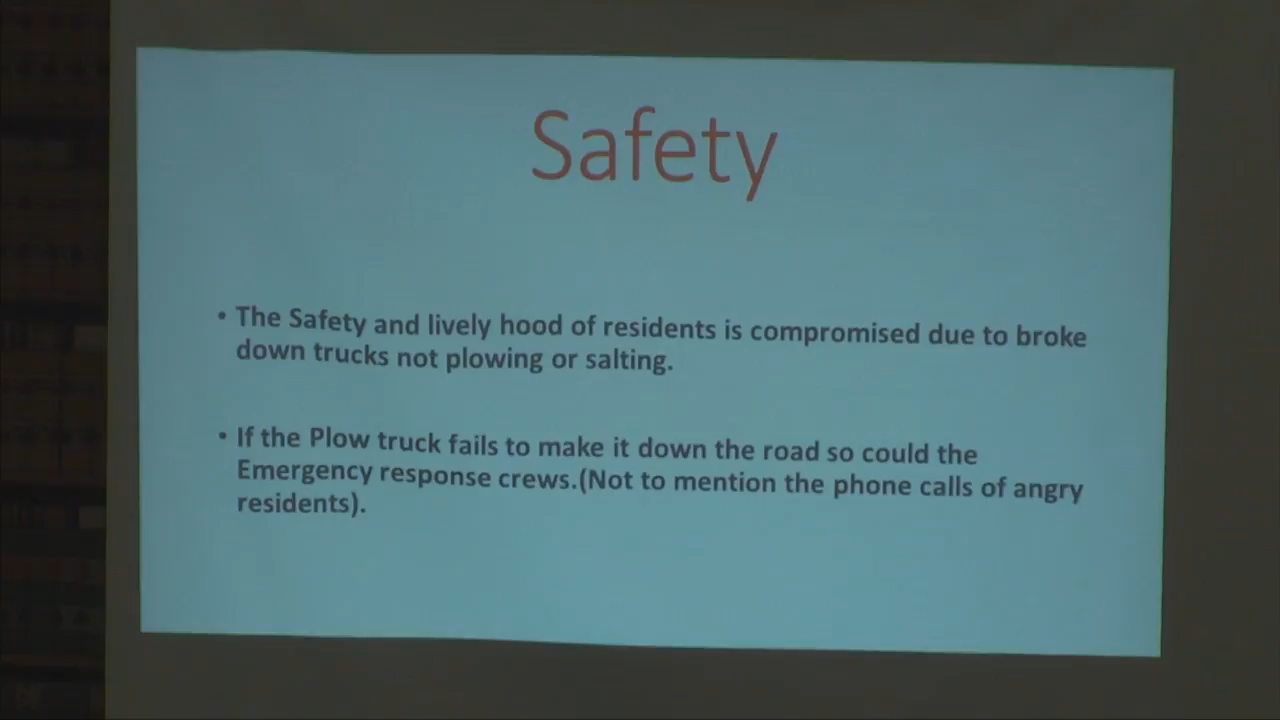 Safety
• The Safety and lively hood of residents is compromised due to broke
down trucks not plowing or salting.
• If the Plow truck fails to make it down the road so could the
Emergency response crews.(Not to mention the phone calls of angry
residents).